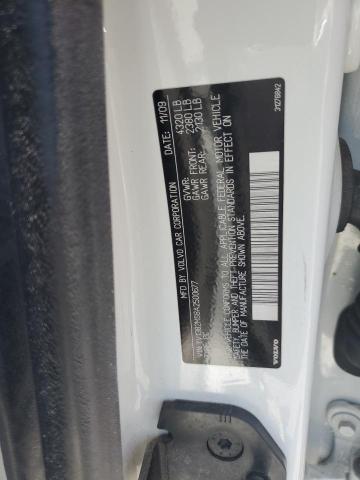 MFD. BY VOLVO CAR CORPORATION DATE: 11/09
GVWR: 4320 LB
GAWR FRONT: 2380 LB
GAWR REAR: 2130 LB
THIS VEHICLE CONFORMS TO ALL APPLICABLE FEDERAL MOTOR VEHICLE
SAFETY, BUMPER AND THEFT PREVENTION STANDARDS IN EFFECT ON
THE DATE OF MANUFACTURE SHOWN ABOVE.
VOLVO 31276842